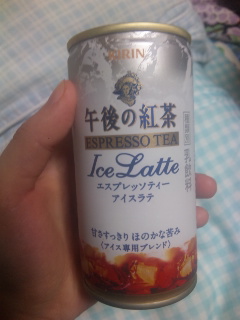 KIRIN
午後の紅茶
ESPRESSO TEA
Ice Latte
エスプレッソティー
アイスラテ
甘さすっきり ほのかな苦み
(アイス専用ブレンド)